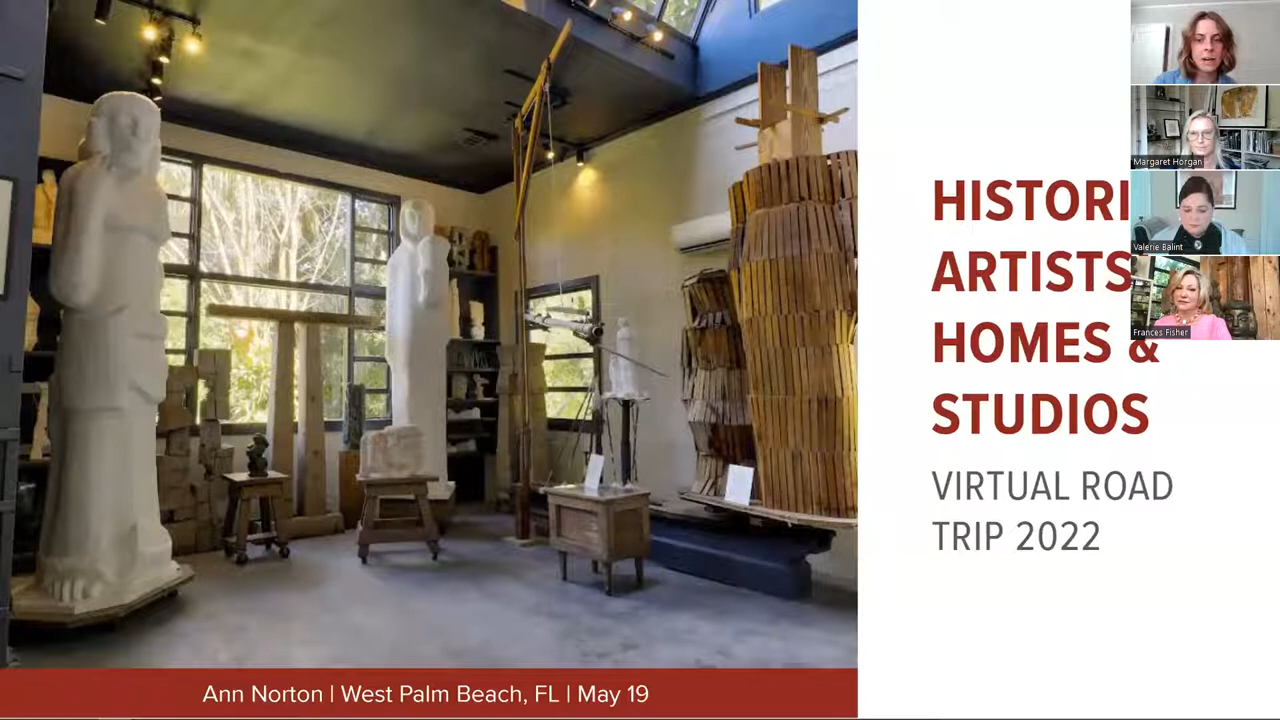 HISTORI
ARTISTS
HOMES &
STUDIOS
VIRTUAL ROAD
TRIP 2022
Ann Norton | West Palm Beach, FL | May 19
Margaret Horgan
Valerie Balint
Frances Fisher